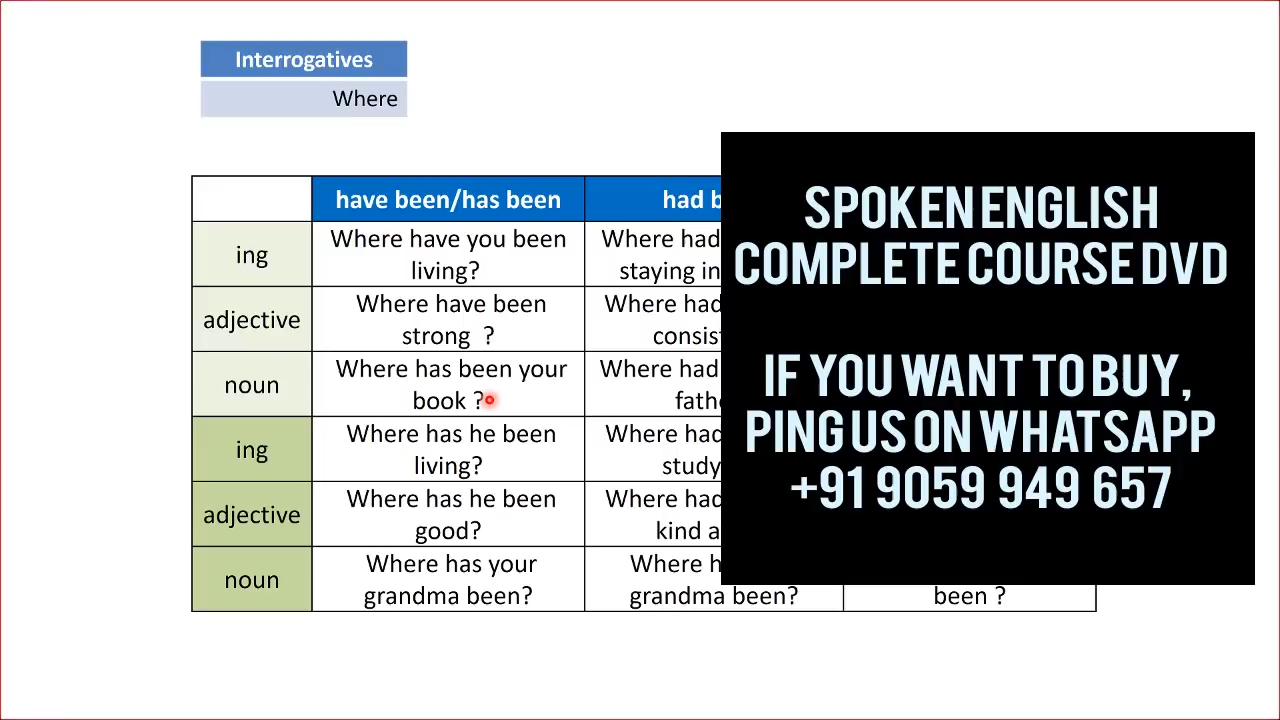 Interrogatives
Where
have been/has been
had
ing
Where have you been
living?
Where had
staying in
adjective
Where have been
strong ?
Where had
noun
Where has been your
book ?
Where had
ing
Where has he been
living?
Where had
adjective
Where has he been
good?
Where had
kind
noun
Where has your
grandma been?
Where
grandma been?
been ?
SPOKEN ENGLISH
COMPLETE COURSE DVD
IF YOU WANT TO BUY,
PING US ON WHATSAPP
+91 9059 949 657